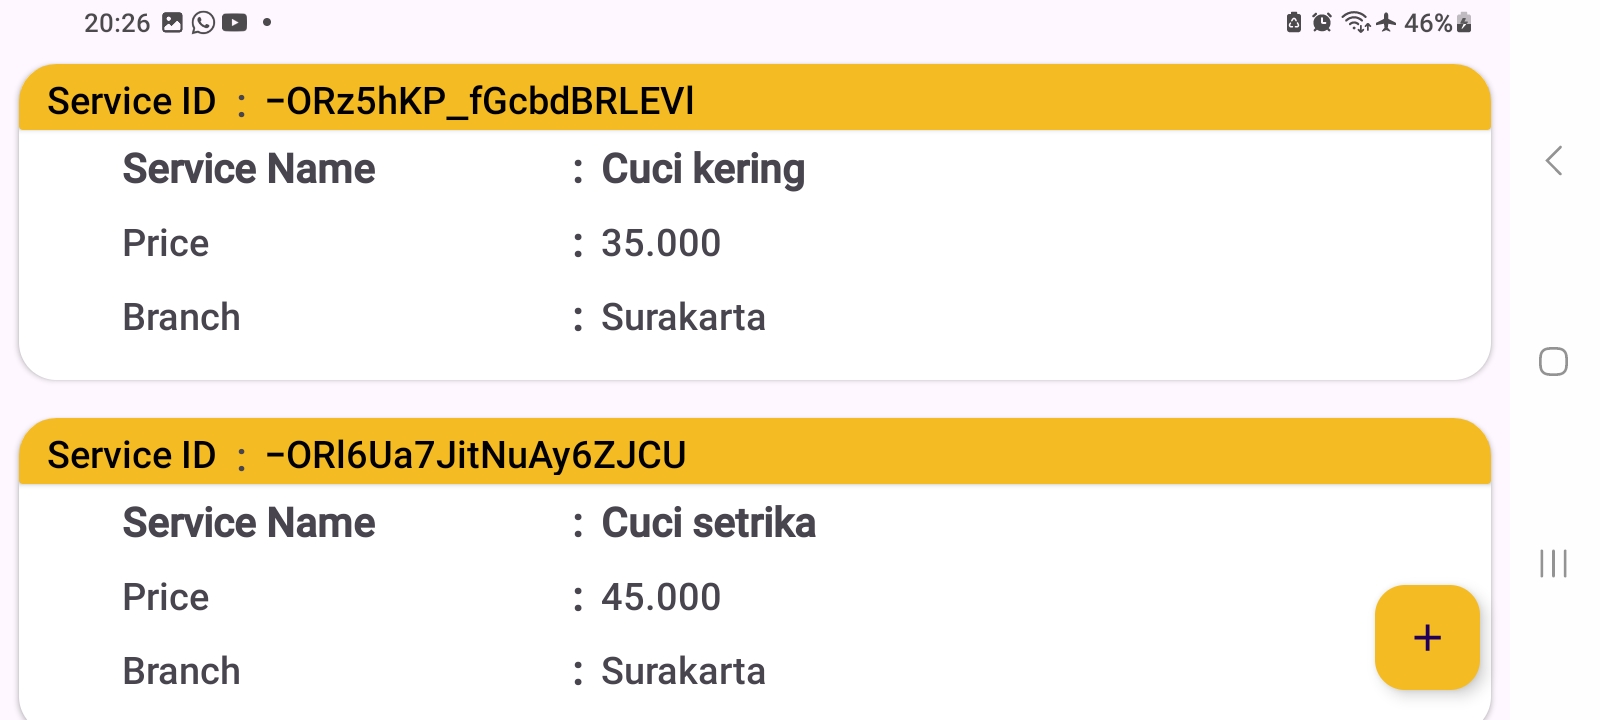 20:26 46%
Service ID : -ORz5hKP_fGcbdBRLEVl
Service Name : Cuci kering
Price : 35.000
Branch : Surakarta
Service ID : -ORl6Ua7JitNuAy6ZJCU
Service Name : Cuci setrika
Price : 45.000
Branch : Surakarta
+